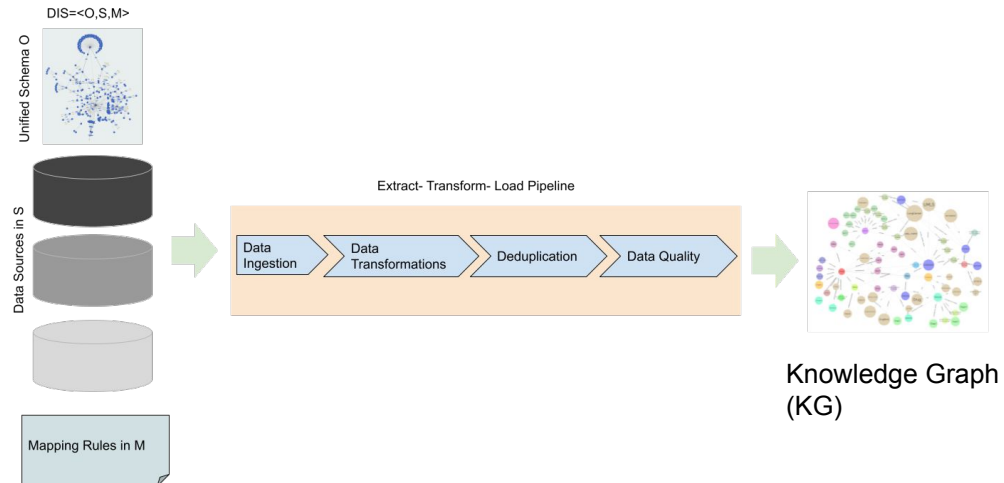 DIS=<O,S,M>
Unified Schema O
Data Sources in S
Mapping Rules in M
Extract- Transform- Load Pipeline
Data
Ingestion
Data
Transformations
Deduplication
Data Quality
Knowledge Graph
(KG)